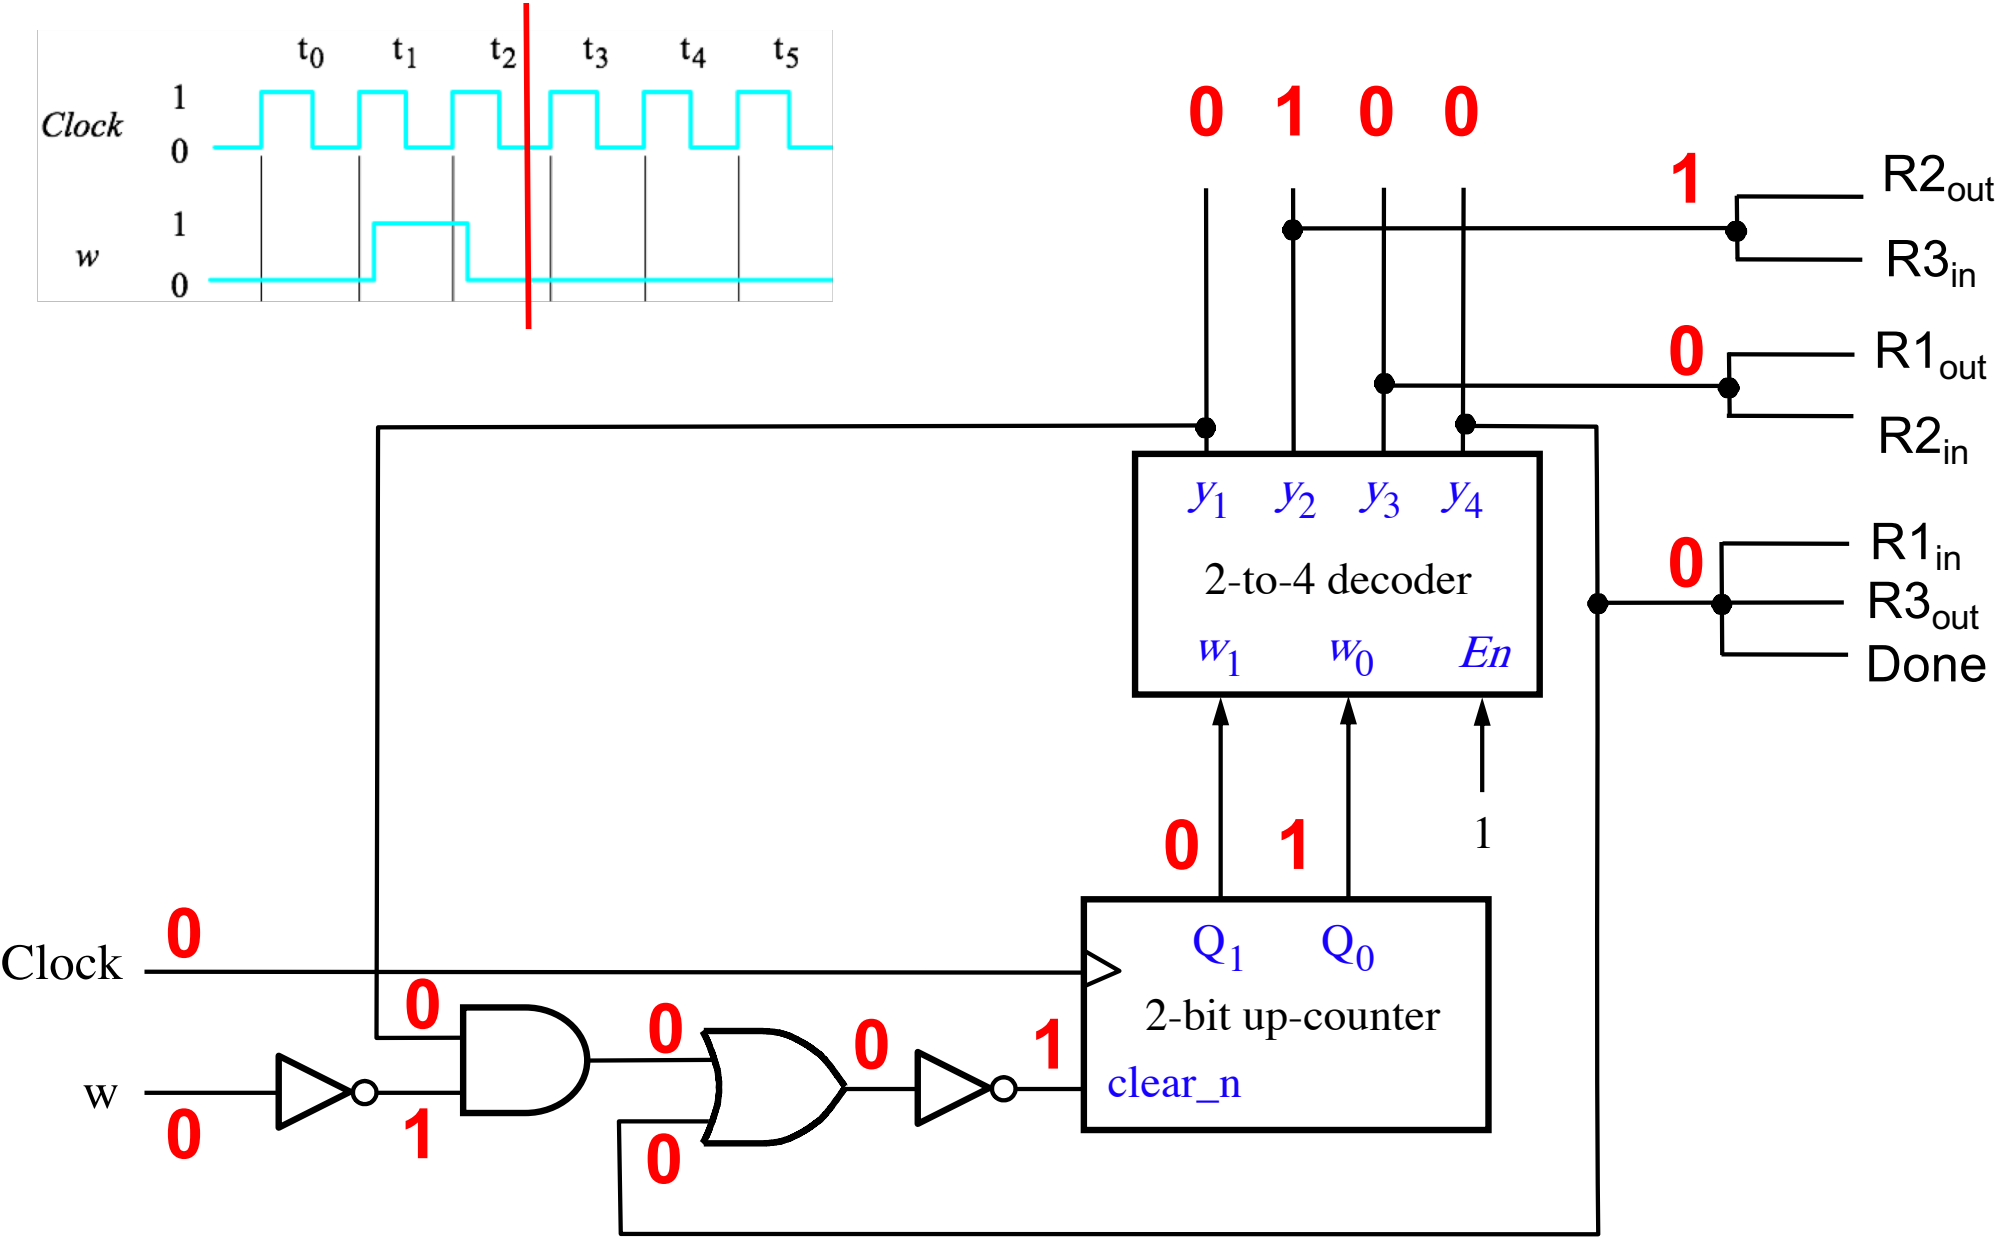 t0 t1 t2 t3 t4 t5
1
Clock
0
1
w
0
0 1 0 0
1
R2out
R3in
0
R1out
R2in
y1 y2 y3 y4
2-to-4 decoder
w1 w0 En
0
R1in
R3out
Done
0 1
1
Clock
0
Q1 Q0
2-bit up-counter
clear_n
0
0
0
1
w
0
1
0